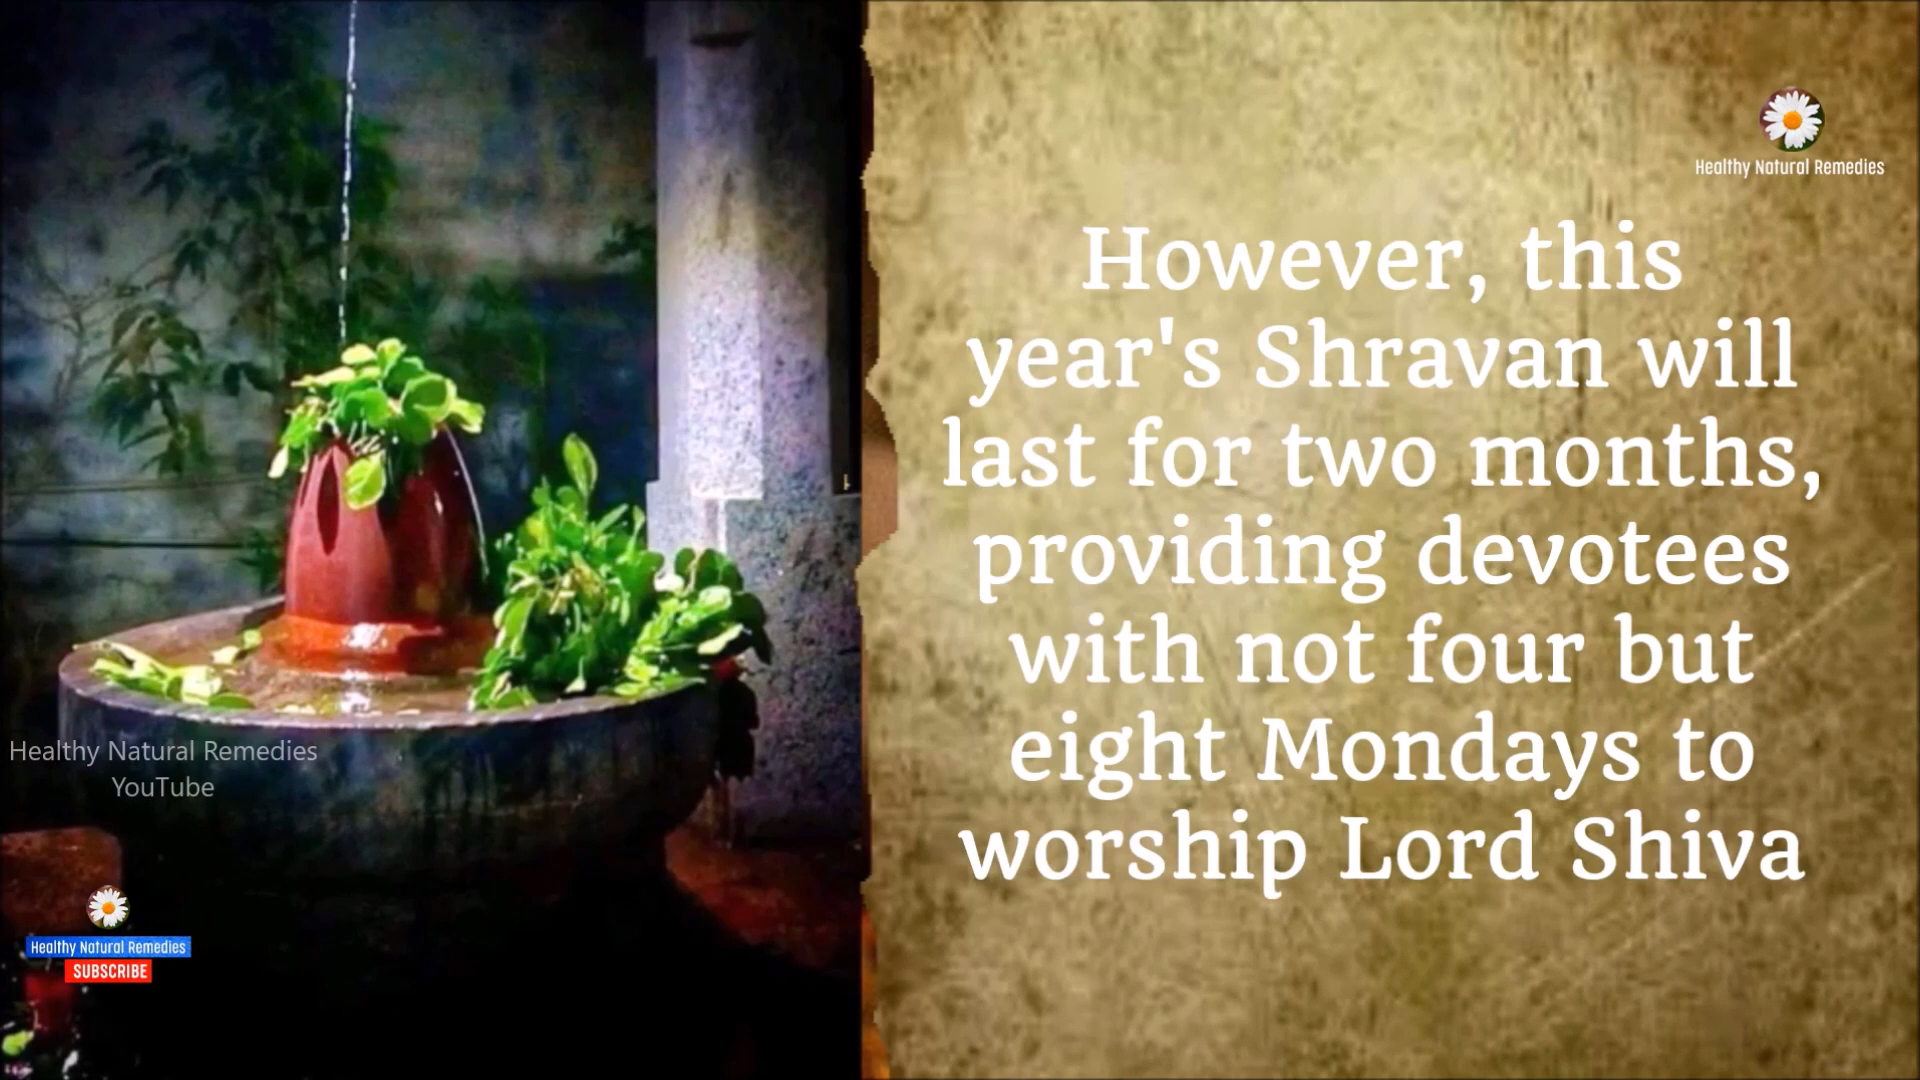 Healthy Natural Remedies
However, this
year's Shravan will
last for two months,
providing devotees
with not four but
eight Mondays to
worship Lord Shiva
Healthy Natural Remedies
YouTube
Healthy Natural Remedies
SUBSCRIBE